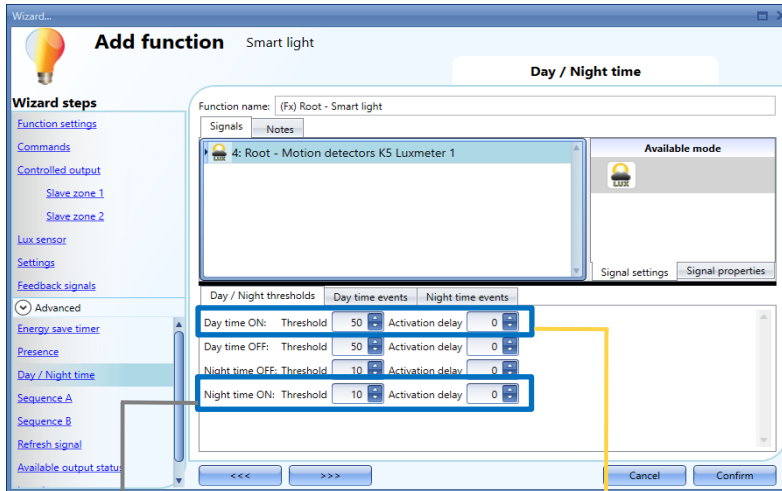 Wizard...
Add function Smart light
Day / Night time
Wizard steps
Function settings
Commands
Controlled output
Slave zone 1
Slave zone 2
Lux sensor
Settings
Feedback signals
Advanced
Energy save timer
Presence
Day / Night time
Sequence A
Sequence B
Refresh signal
Available output status
Function name: (Fx) Root - Smart light
Signals Notes
LUX 4: Root - Motion detectors K5 Luxmeter 1
Available mode
LUX
Signal settings Signal properties
Day / Night thresholds Day time events Night time events
Day time ON: Threshold 50 Activation delay 0
Day time OFF: Threshold 50 Activation delay 0
Night time OFF: Threshold 10 Activation delay 0
Night time ON: Threshold 10 Activation delay 0
<<< >>> Cancel Confirm